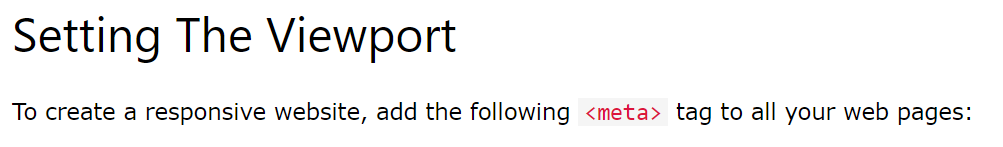 Setting The Viewport
To create a responsive website, add the following <meta> tag to all your web pages: